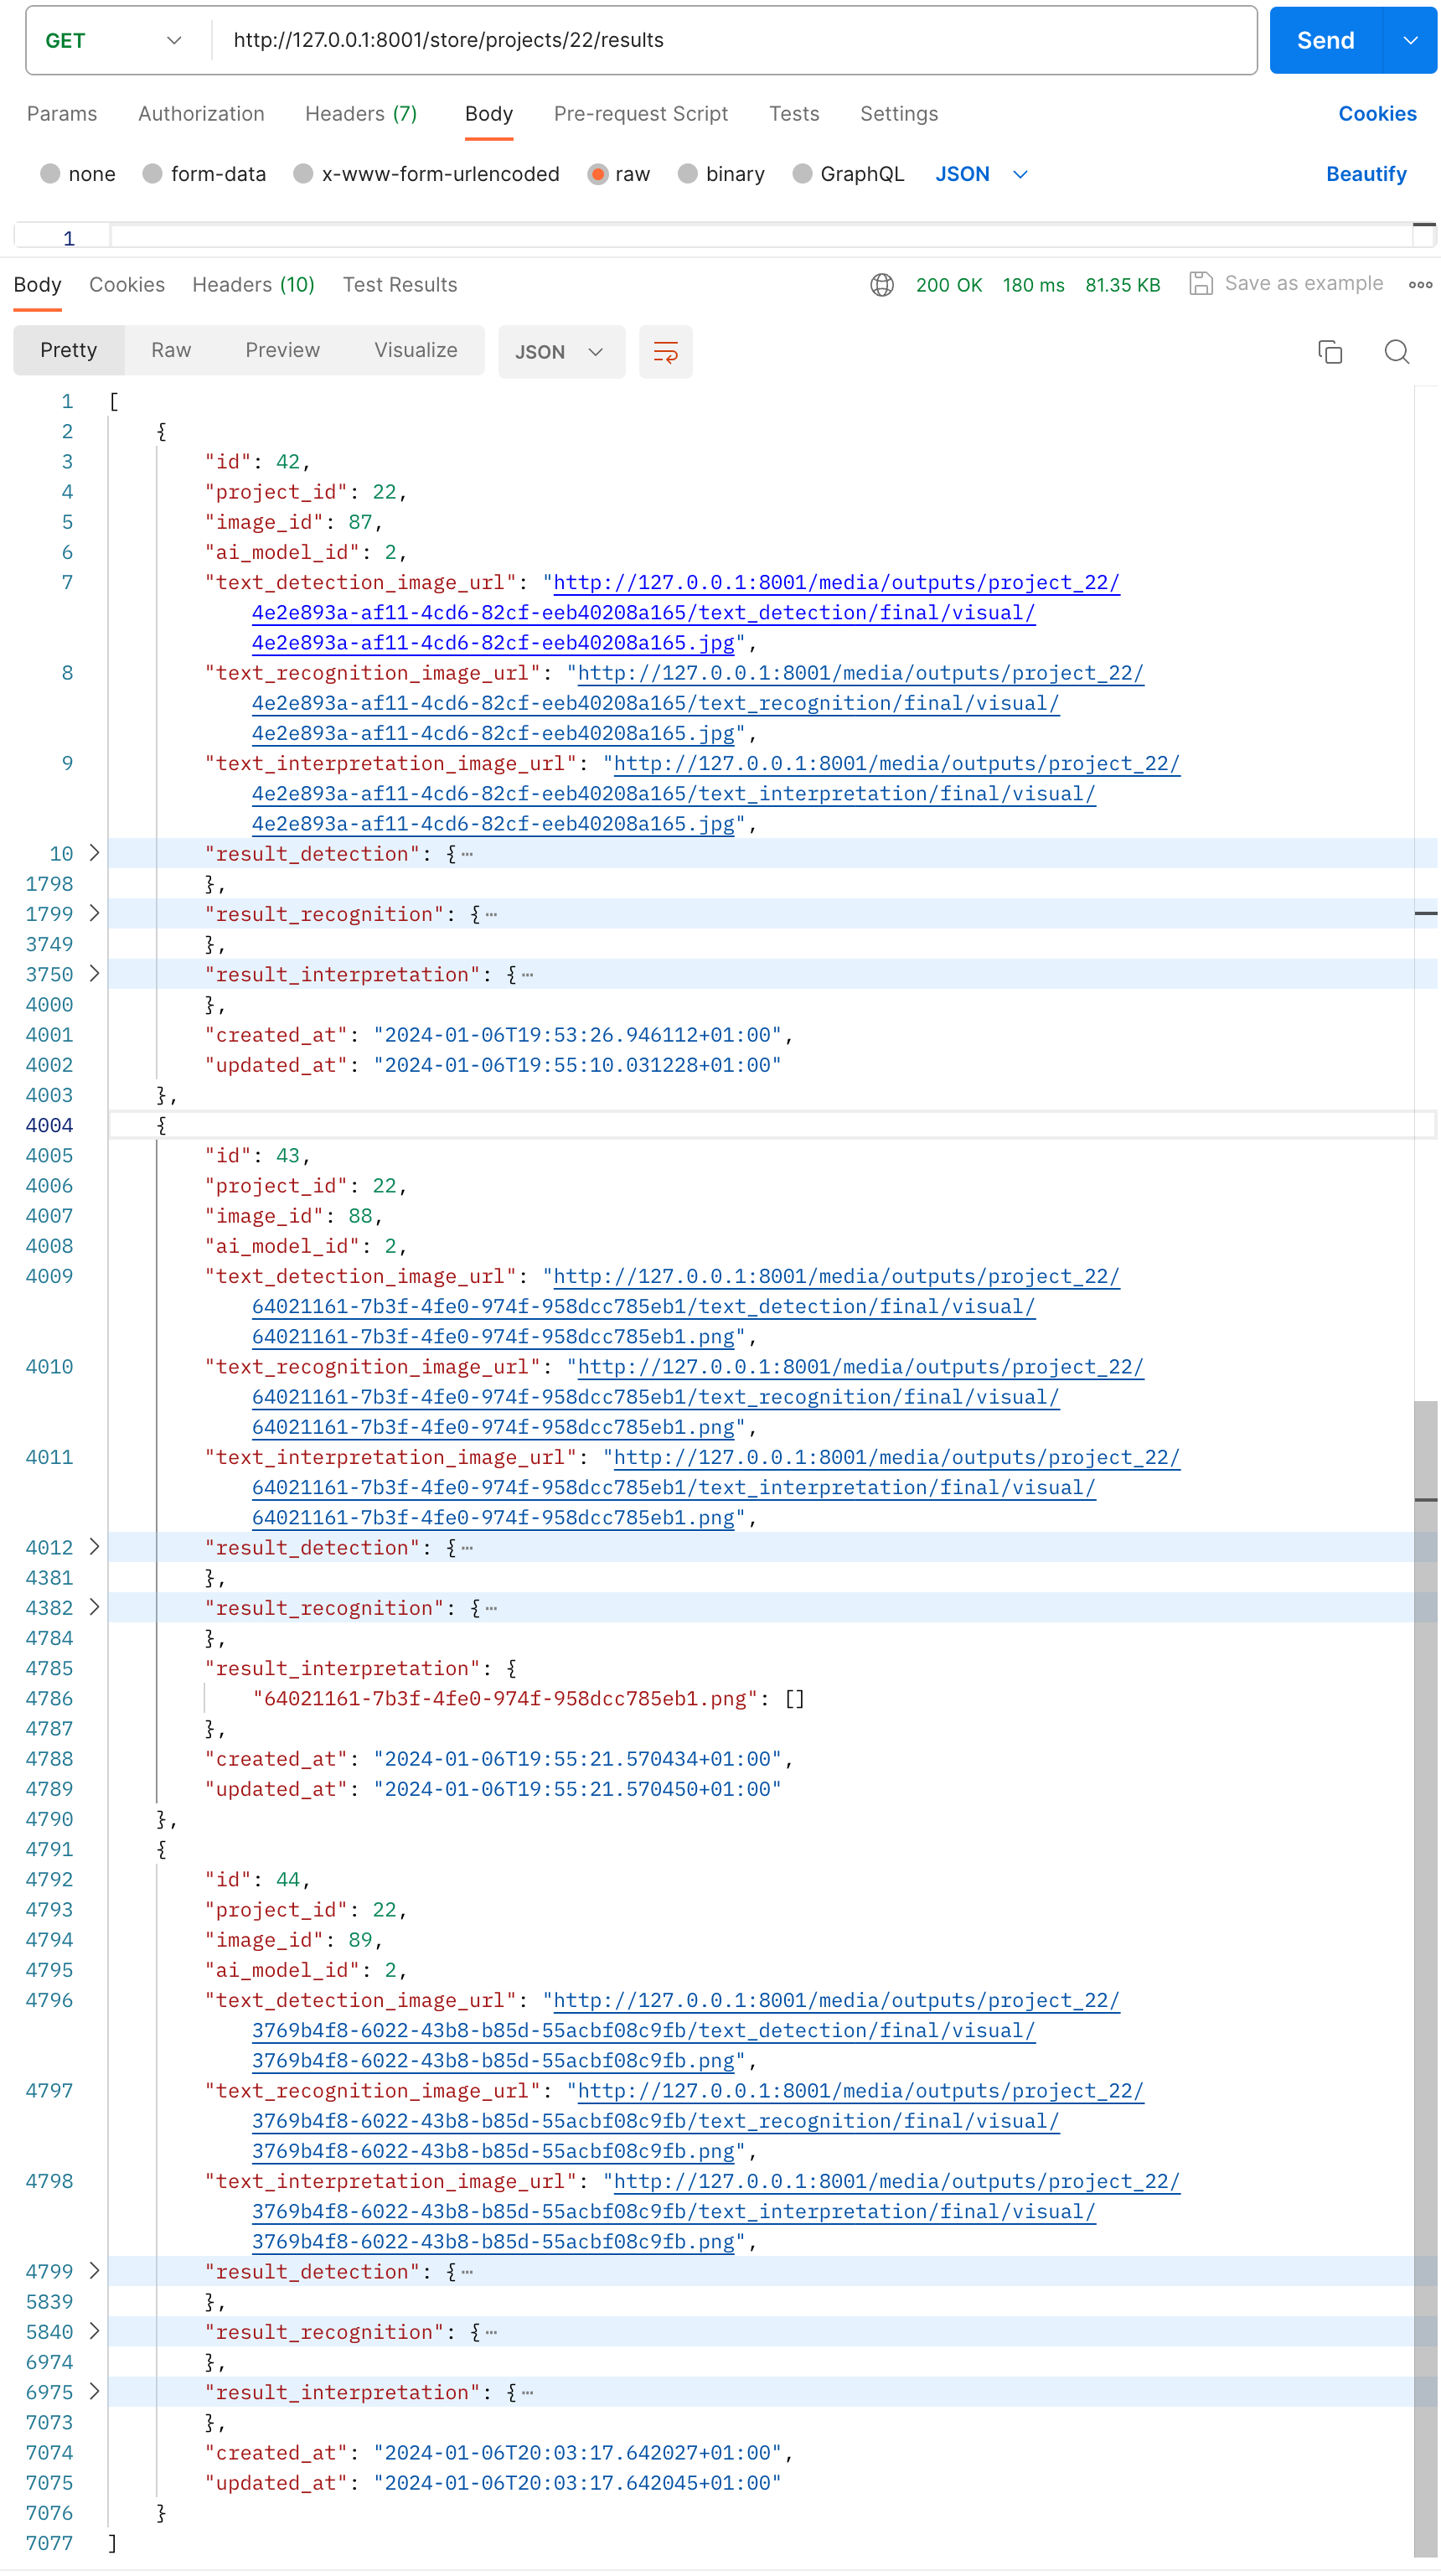 GET http://127.0.0.1:8001/store/projects/22/results Send
Params Authorization Headers (7) Body Pre-request Script Tests Settings Cookies
none form-data x-www-form-urlencoded raw binary GraphQL JSON Beautify
1
Body Cookies Headers (10) Test Results 200 OK 180 ms 81.35 KB Save as example
Pretty Raw Preview Visualize JSON
1 [
2 {
3 "id": 42,
4 "project_id": 22,
5 "image_id": 87,
6 "ai_model_id": 2,
7 "text_detection_image_url": "http://127.0.0.1:8001/media/outputs/project_22/
4e2e893a-af11-4cd6-82cf-eeb40208a165/text_detection/final/visual/
4e2e893a-af11-4cd6-82cf-eeb40208a165.jpg",
8 "text_recognition_image_url": "http://127.0.0.1:8001/media/outputs/project_22/
4e2e893a-af11-4cd6-82cf-eeb40208a165/text_recognition/final/visual/
4e2e893a-af11-4cd6-82cf-eeb40208a165.jpg",
9 "text_interpretation_image_url": "http://127.0.0.1:8001/media/outputs/project_22/
4e2e893a-af11-4cd6-82cf-eeb40208a165/text_interpretation/final/visual/
4e2e893a-af11-4cd6-82cf-eeb40208a165.jpg",
10 "result_detection": {⋯
1798 },
1799 "result_recognition": {⋯
3749 },
3750 "result_interpretation": {⋯
4000 },
4001 "created_at": "2024-01-06T19:53:26.946112+01:00",
4002 "updated_at": "2024-01-06T19:55:10.031228+01:00"
4003 },
4004 {
4005 "id": 43,
4006 "project_id": 22,
4007 "image_id": 88,
4008 "ai_model_id": 2,
4009 "text_detection_image_url": "http://127.0.0.1:8001/media/outputs/project_22/
64021161-7b3f-4fe0-974f-958dcc785eb1/text_detection/final/visual/
64021161-7b3f-4fe0-974f-958dcc785eb1.png",
4010 "text_recognition_image_url": "http://127.0.0.1:8001/media/outputs/project_22/
64021161-7b3f-4fe0-974f-958dcc785eb1/text_recognition/final/visual/
64021161-7b3f-4fe0-974f-958dcc785eb1.png",
4011 "text_interpretation_image_url": "http://127.0.0.1:8001/media/outputs/project_22/
64021161-7b3f-4fe0-974f-958dcc785eb1/text_interpretation/final/visual/
64021161-7b3f-4fe0-974f-958dcc785eb1.png",
4012 "result_detection": {⋯
4381 },
4382 "result_recognition": {⋯
4784 },
4785 "result_interpretation": {
4786 "64021161-7b3f-4fe0-974f-958dcc785eb1.png": []
4787 },
4788 "created_at": "2024-01-06T19:55:21.570434+01:00",
4789 "updated_at": "2024-01-06T19:55:21.570450+01:00"
4790 },
4791 {
4792 "id": 44,
4793 "project_id": 22,
4794 "image_id": 89,
4795 "ai_model_id": 2,
4796 "text_detection_image_url": "http://127.0.0.1:8001/media/outputs/project_22/
3769b4f8-6022-43b8-b85d-55acbf08c9fb/text_detection/final/visual/
3769b4f8-6022-43b8-b85d-55acbf08c9fb.png",
4797 "text_recognition_image_url": "http://127.0.0.1:8001/media/outputs/project_22/
3769b4f8-6022-43b8-b85d-55acbf08c9fb/text_recognition/final/visual/
3769b4f8-6022-43b8-b85d-55acbf08c9fb.png",
4798 "text_interpretation_image_url": "http://127.0.0.1:8001/media/outputs/project_22/
3769b4f8-6022-43b8-b85d-55acbf08c9fb/text_interpretation/final/visual/
3769b4f8-6022-43b8-b85d-55acbf08c9fb.png",
4799 "result_detection": {⋯
5839 },
5840 "result_recognition": {⋯
6974 },
6975 "result_interpretation": {⋯
7073 },
7074 "created_at": "2024-01-06T20:03:17.642027+01:00",
7075 "updated_at": "2024-01-06T20:03:17.642045+01:00"
7076 }
7077 ]